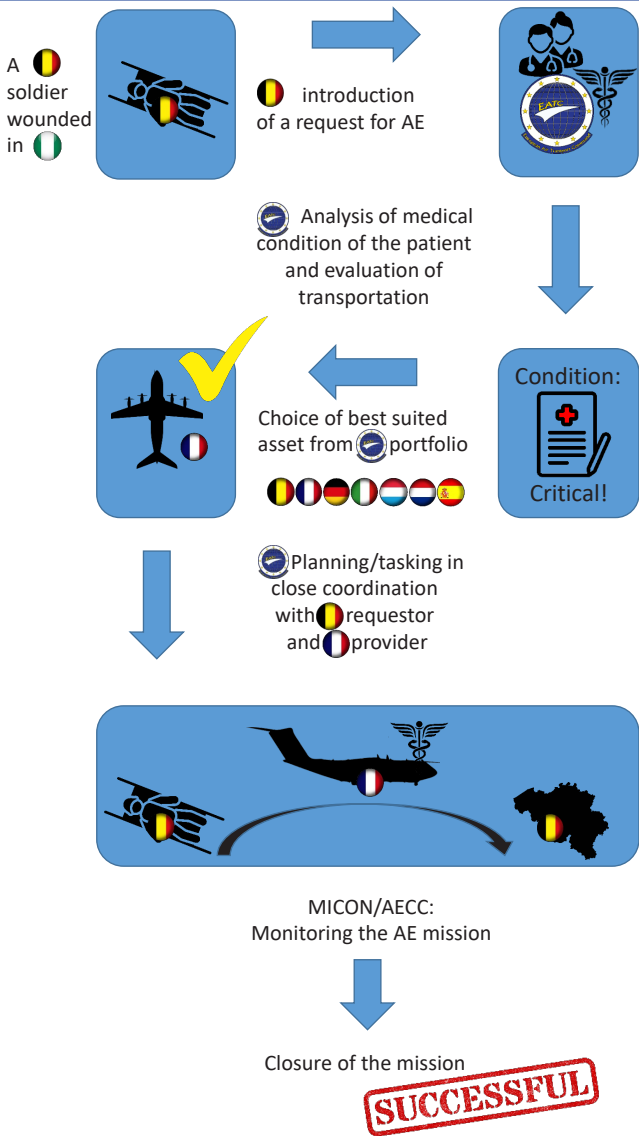 A
soldier
wounded
in
introduction
of a request for AE
EATC
Analysis of medical
condition of the patient
and evaluation of
transportation
Condition:
Critical!
Choice of best suited
asset from portfolio
Planning/tasking in
close coordination
with requestor
and provider
MICON/AECC:
Monitoring the AE mission
Closure of the mission
SUCCESSFUL